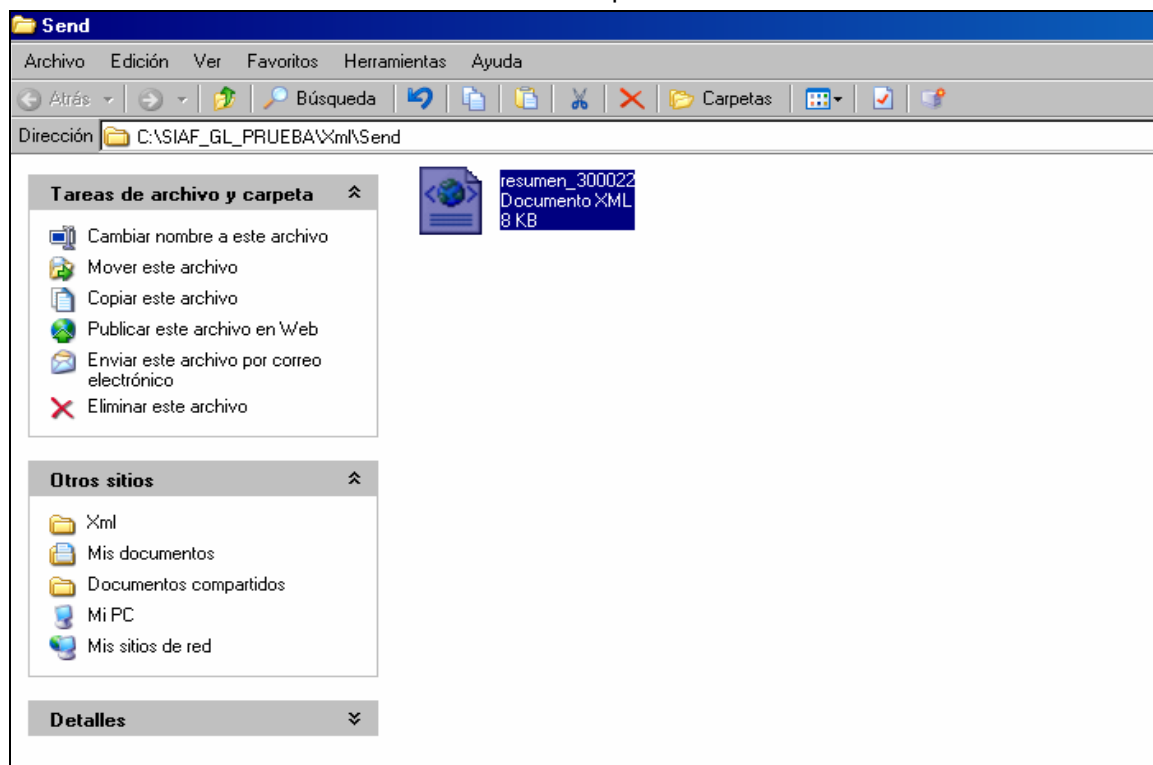 Send
Archivo Edición Ver Favoritos Herramientas Ayuda
Atrás Búsqueda Carpetas
Dirección C:\SIAF_GL_PRUEBA\Xml\Send
Tareas de archivo y carpeta
Cambiar nombre a este archivo
Mover este archivo
Copiar este archivo
Publicar este archivo en Web
Enviar este archivo por correo
electrónico
Eliminar este archivo
Otros sitios
Xml
Mis documentos
Documentos compartidos
Mi PC
Mis sitios de red
Detalles
resumen_300022
Documento XML
8 KB